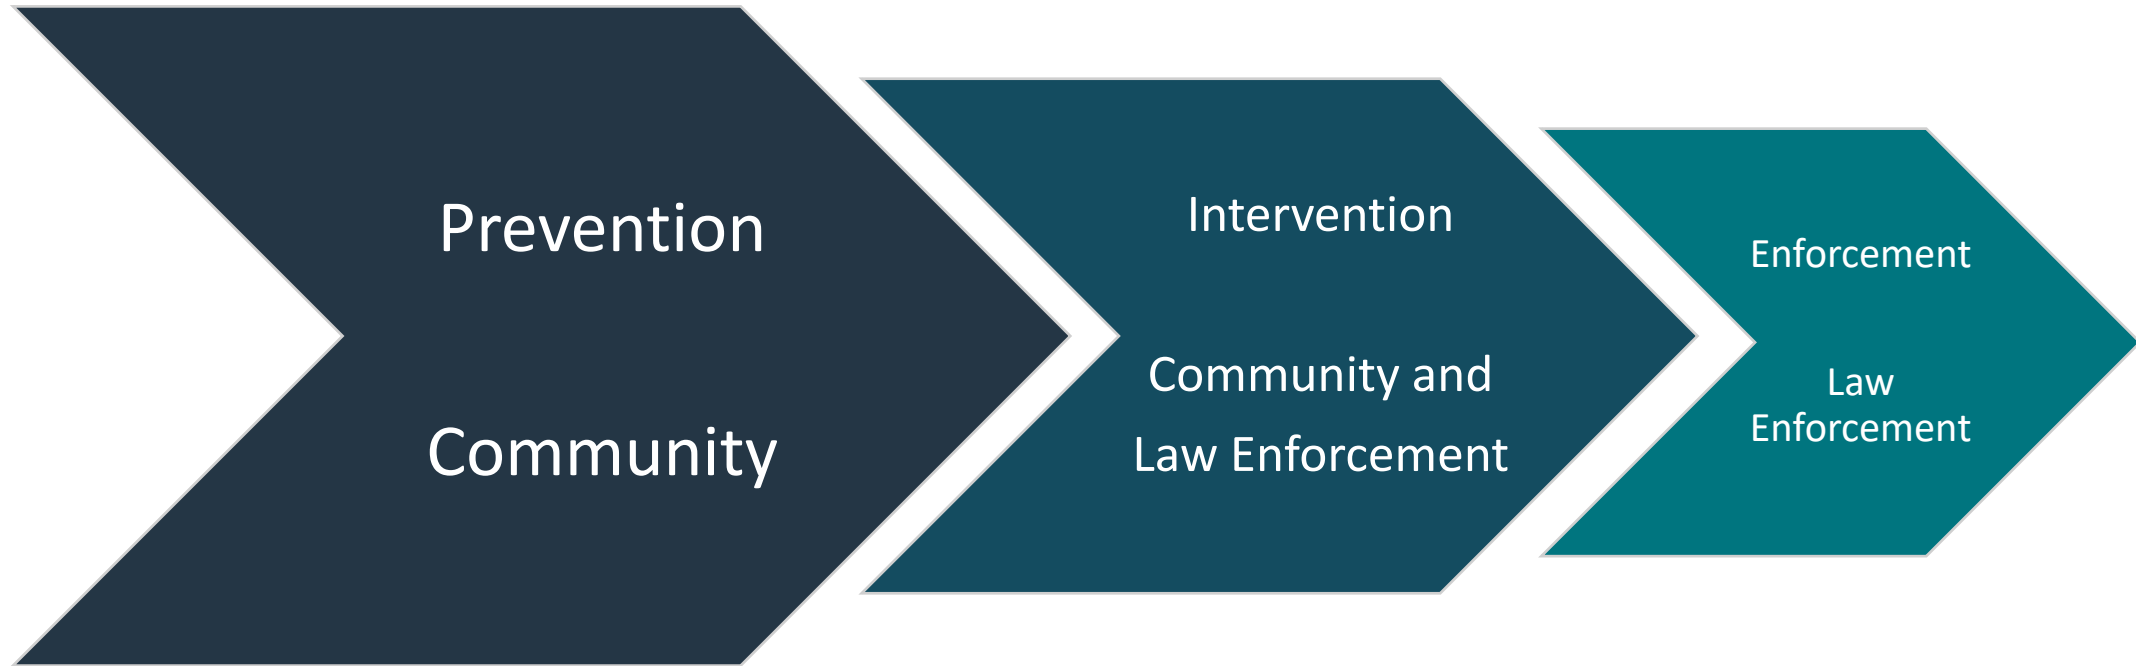 Prevention
Community
Intervention
Community and
Law Enforcement
Enforcement
Law
Enforcement